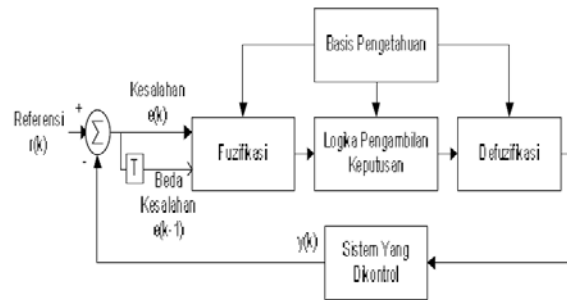 Basis Pengetahuan
Kesalahan
e(k)
Referensi
r(k)
+
-
Σ
T
Beda
Kesalahan
e(k-1)
Fuzifikasi
Logika Pengambilan
Keputusan
Defuzifikasi
y(k)
Sistem Yang
Dikontrol